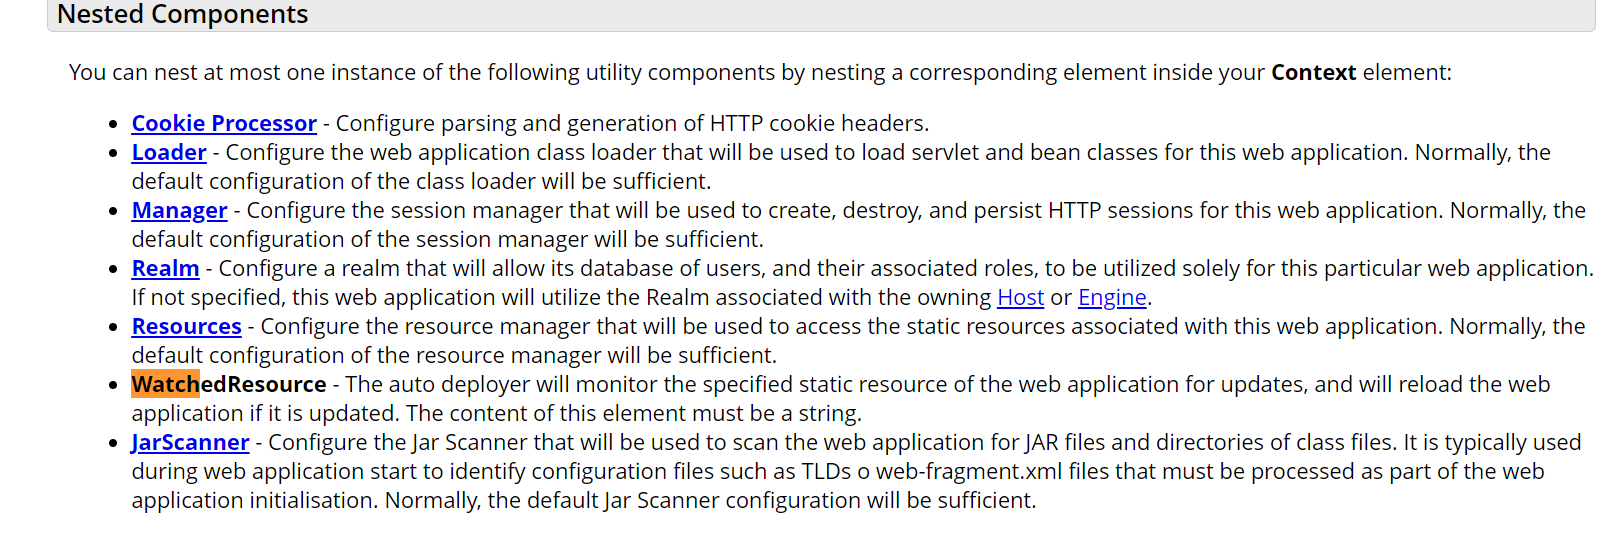 Nested Components
You can nest at most one instance of the following utility components by nesting a corresponding element inside your Context element:
• Cookie Processor - Configure parsing and generation of HTTP cookie headers.
• Loader - Configure the web application class loader that will be used to load servlet and bean classes for this web application. Normally, the
default configuration of the class loader will be sufficient.
• Manager - Configure the session manager that will be used to create, destroy, and persist HTTP sessions for this web application. Normally, the
default configuration of the session manager will be sufficient.
• Realm - Configure a realm that will allow its database of users, and their associated roles, to be utilized solely for this particular web application.
If not specified, this web application will utilize the Realm associated with the owning Host or Engine.
• Resources - Configure the resource manager that will be used to access the static resources associated with this web application. Normally, the
default configuration of the resource manager will be sufficient.
• WatchedResource - The auto deployer will monitor the specified static resource of the web application for updates, and will reload the web
application if it is updated. The content of this element must be a string.
• JarScanner - Configure the Jar Scanner that will be used to scan the web application for JAR files and directories of class files. It is typically used
during web application start to identify configuration files such as TLDs o web-fragment.xml files that must be processed as part of the web
application initialisation. Normally, the default Jar Scanner configuration will be sufficient.